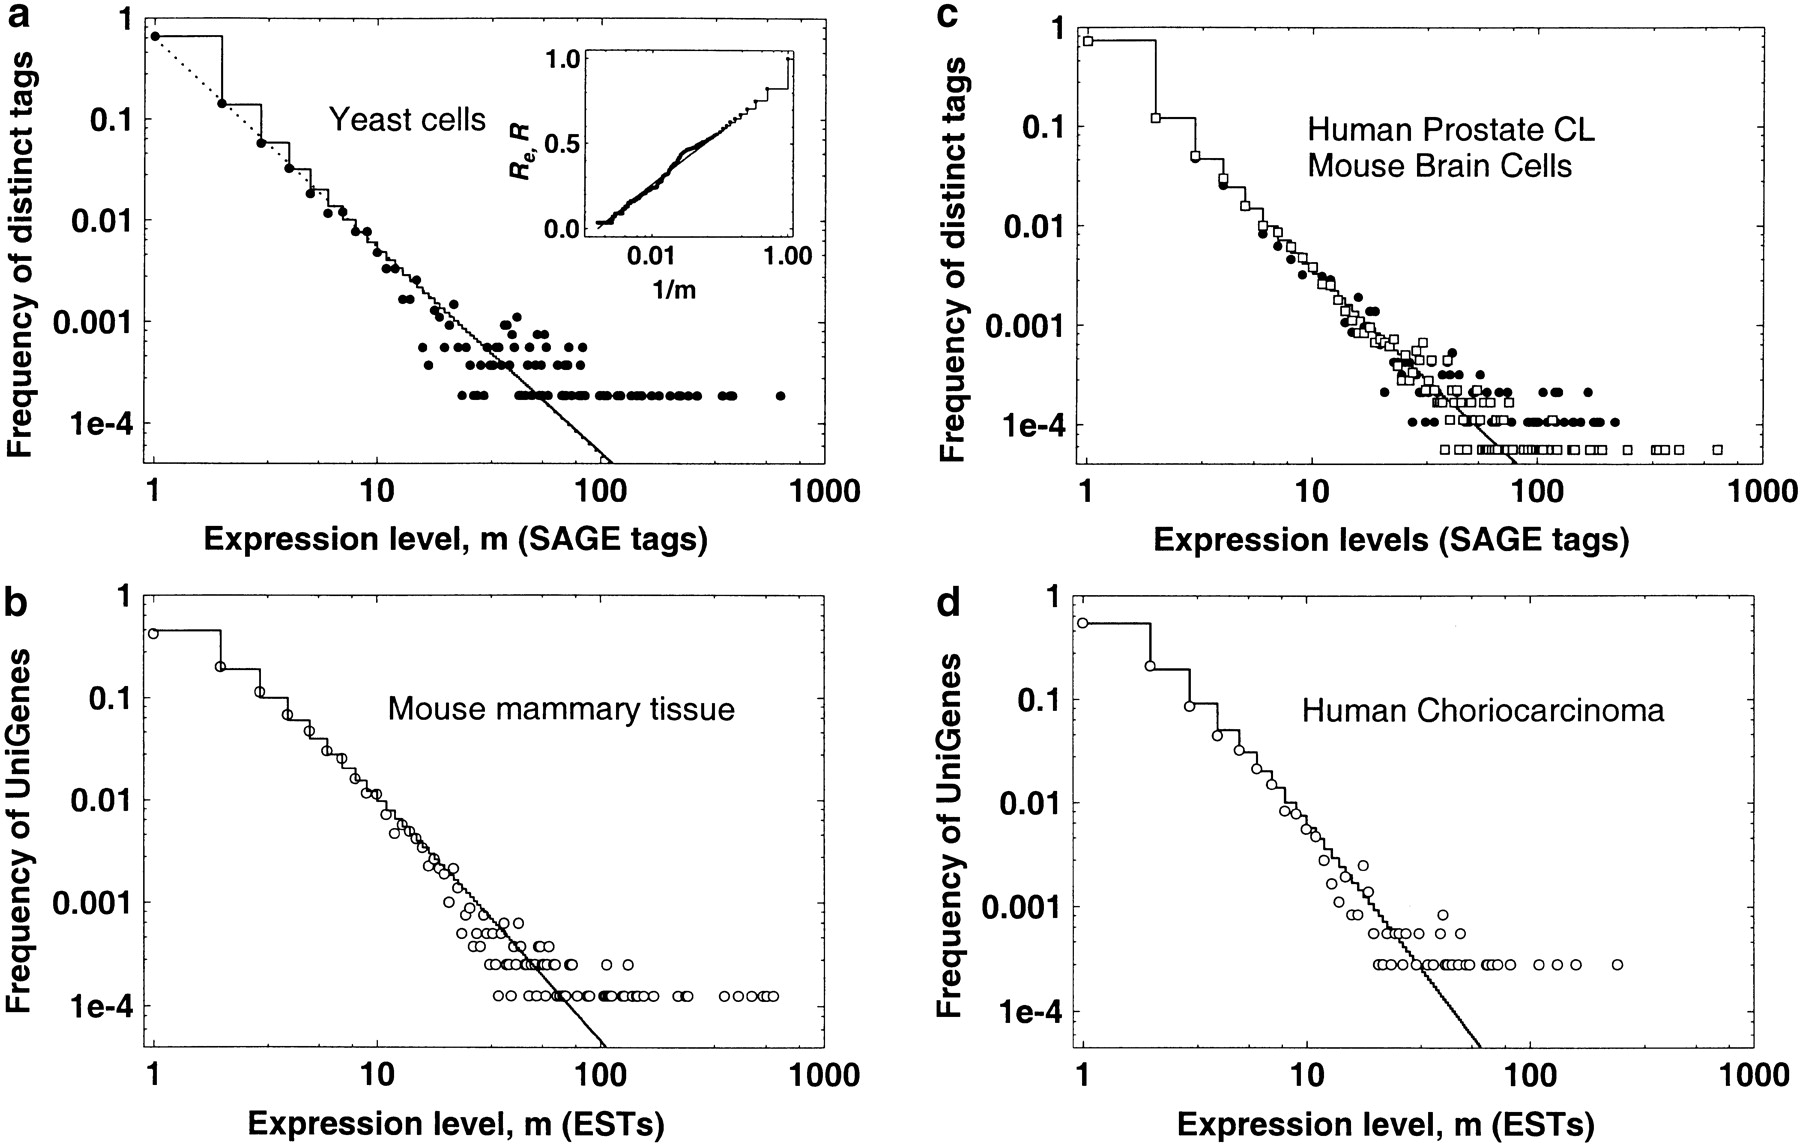 a
1
0.1
0.01
0.001
1e-4
Frequency of distinct tags
Yeast cells
1.0
0.5
0.0
Re, R
0.01 1.00
1/m
1 10 100 1000
Expression level, m (SAGE tags)
c
1
0.1
0.01
0.001
1e-4
Frequency of distinct tags
Human Prostate CL
Mouse Brain Cells
1 10 100 1000
Expression levels (SAGE tags)
b
1
0.1
0.01
0.001
1e-4
Frequency of UniGenes
Mouse mammary tissue
1 10 100 1000
Expression level, m (ESTs)
d
1
0.1
0.01
0.001
1e-4
Frequency of UniGenes
Human Choriocarcinoma
1 10 100 1000
Expression level, m (ESTs)